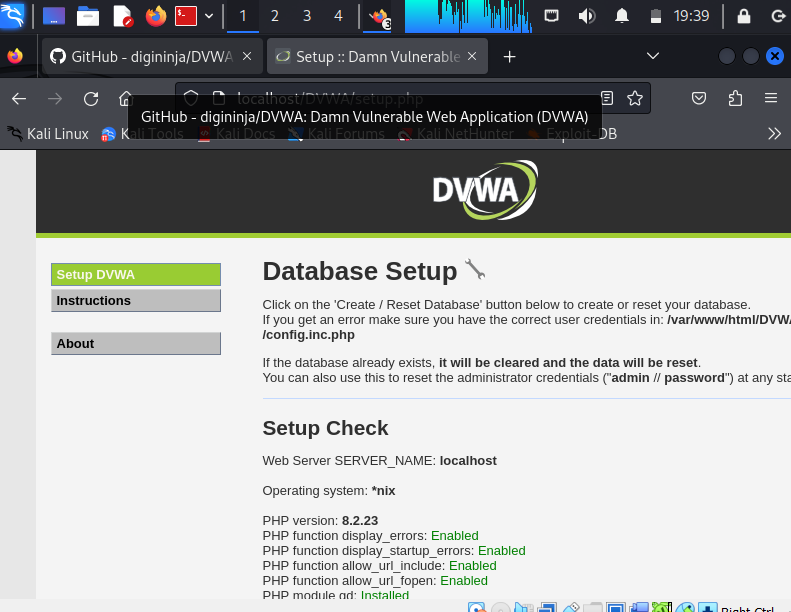 1 2 3 4 3 19:39
GitHub - digininja/DVWA Setup :: Damn Vulnerable
localhost/DVWA/setup.php
GitHub - digininja/DVWA: Damn Vulnerable Web Application (DVWA)
Kali Linux Kali Tools Kali Docs Kali Forums Kali NetHunter Exploit-DB
DVWA
Setup DVWA
Instructions
About
Database Setup
Click on the 'Create / Reset Database' button below to create or reset your database.
If you get an error make sure you have the correct user credentials in: /var/www/html/DVWA
/config.inc.php
If the database already exists, it will be cleared and the data will be reset.
You can also use this to reset the administrator credentials ("admin // password") at any sta
Setup Check
Web Server SERVER_NAME: localhost
Operating system: *nix
PHP version: 8.2.23
PHP function display_errors: Enabled
PHP function display_startup_errors: Enabled
PHP function allow_url_include: Enabled
PHP function allow_url_fopen: Enabled
PHP module gd: Installed
Right Ctrl